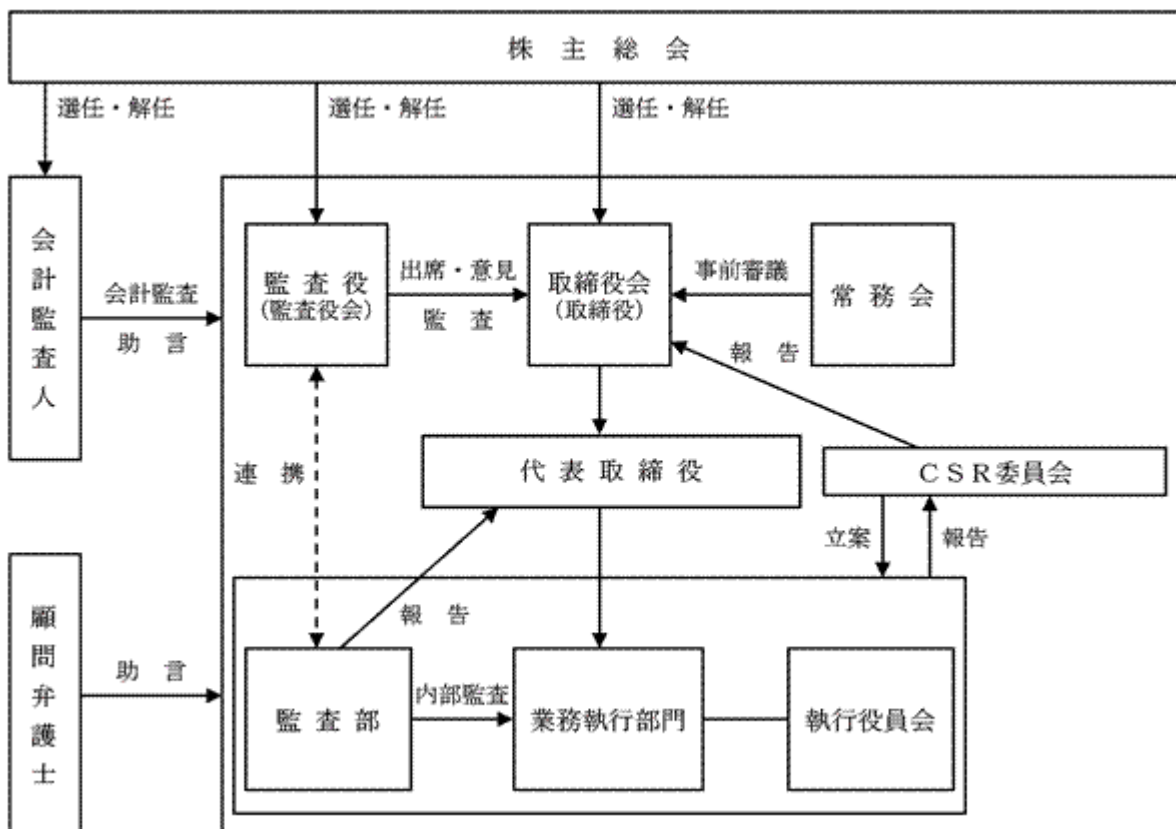 株主総会
選任・解任
選任・解任
選任・解任
会計監査人
会計監査
助言
監査役
(監査役会)
出席・意見
監査
取締役会
(取締役)
事前審議
常務会
報告
連携
代表取締役
CSR委員会
立案
報告
報告
顧問弁護士
助言
監査部
内部監査
業務執行部門
執行役員会